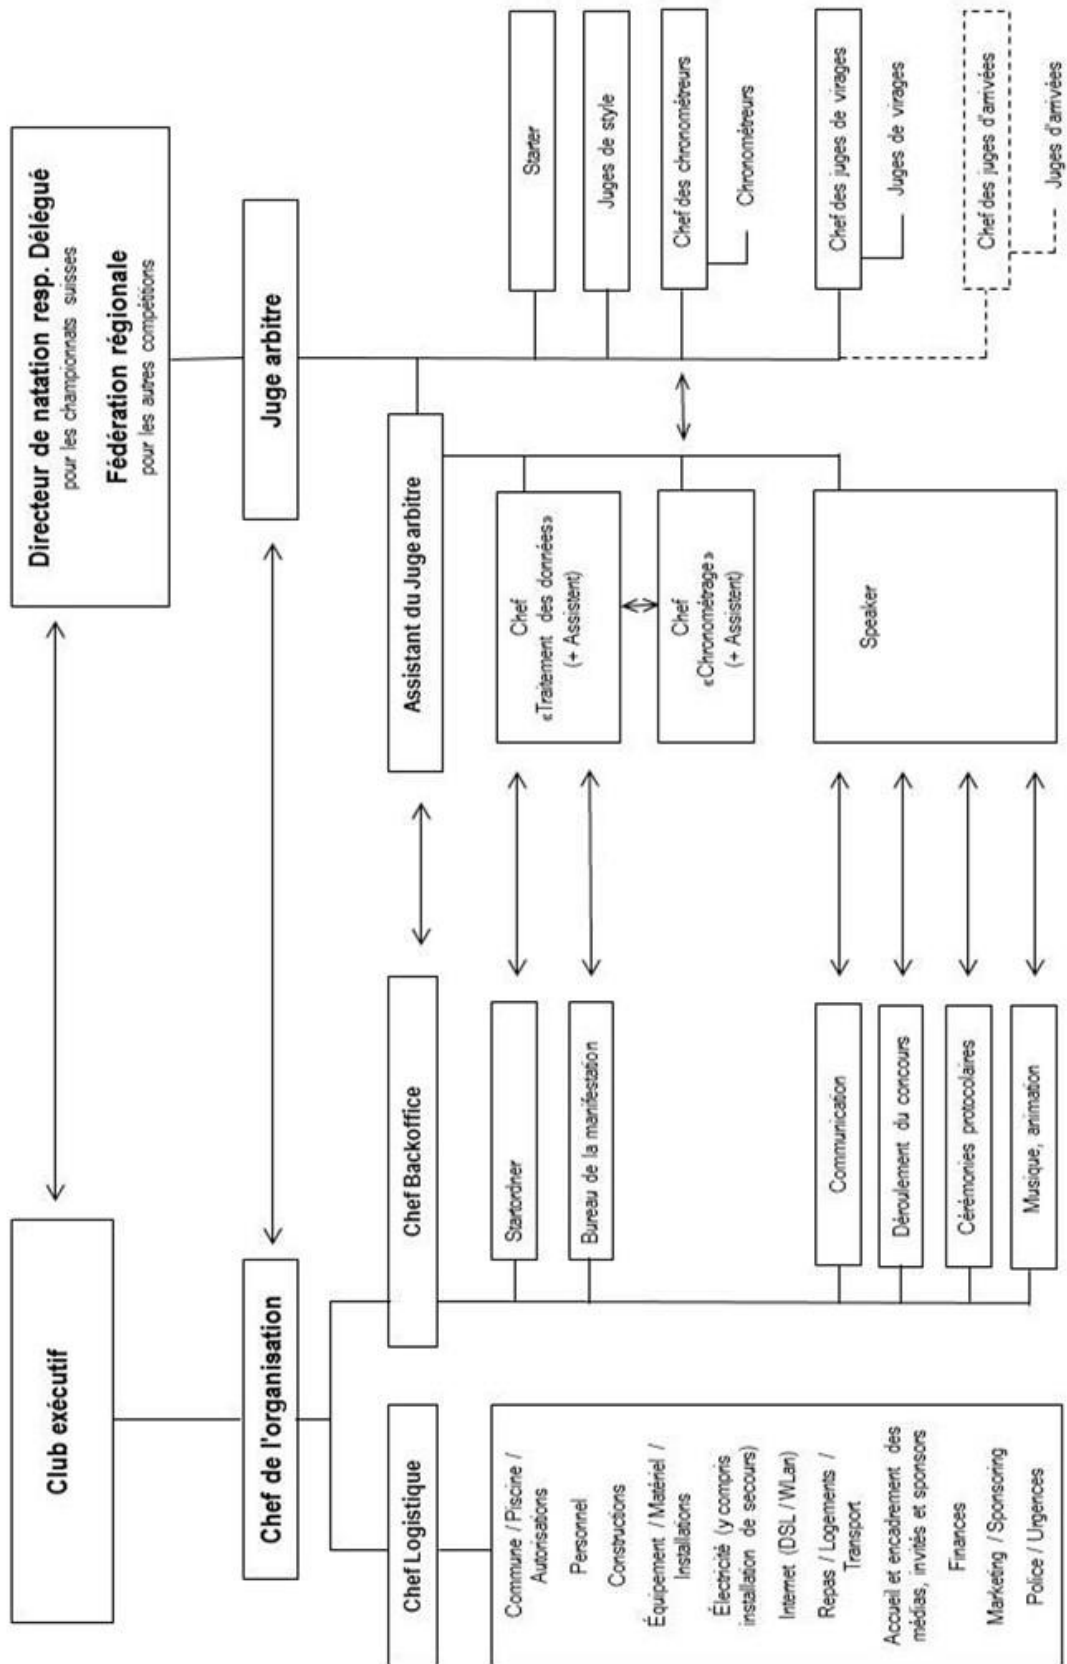 Club exécutif
Directeur de natation resp. Délégué
pour les championnats suisses
Fédération régionale
pour les autres compétitions
Chef de l'organisation
Juge arbitre
Chef Logistique
Chef Backoffice
Assistant du Juge arbitre
Commune / Piscine /
Autorisations
Personnel
Constructions
Équipement / Matériel /
Installations
Électricité (y compris
installation de secours)
Internet (DSL / WLan)
Repas / Logements /
Transport
Accueil et encadrement des
médias, invités et sponsors
Finances
Marketing / Sponsoring
Police / Urgences
Startordner
Bureau de la manifestation
Communication
Déroulement du concours
Cérémonies protocolaires
Musique, animation
Chef
«Traitement des données»
(+ Assistent)
Chef
«Chronométrage»
(+ Assistent)
Speaker
Starter
Juges de style
Chef des chronométreurs
Chronométreurs
Chef des juges de virages
Juges de virages
Chef des juges d'arrivées
Juges d'arrivées